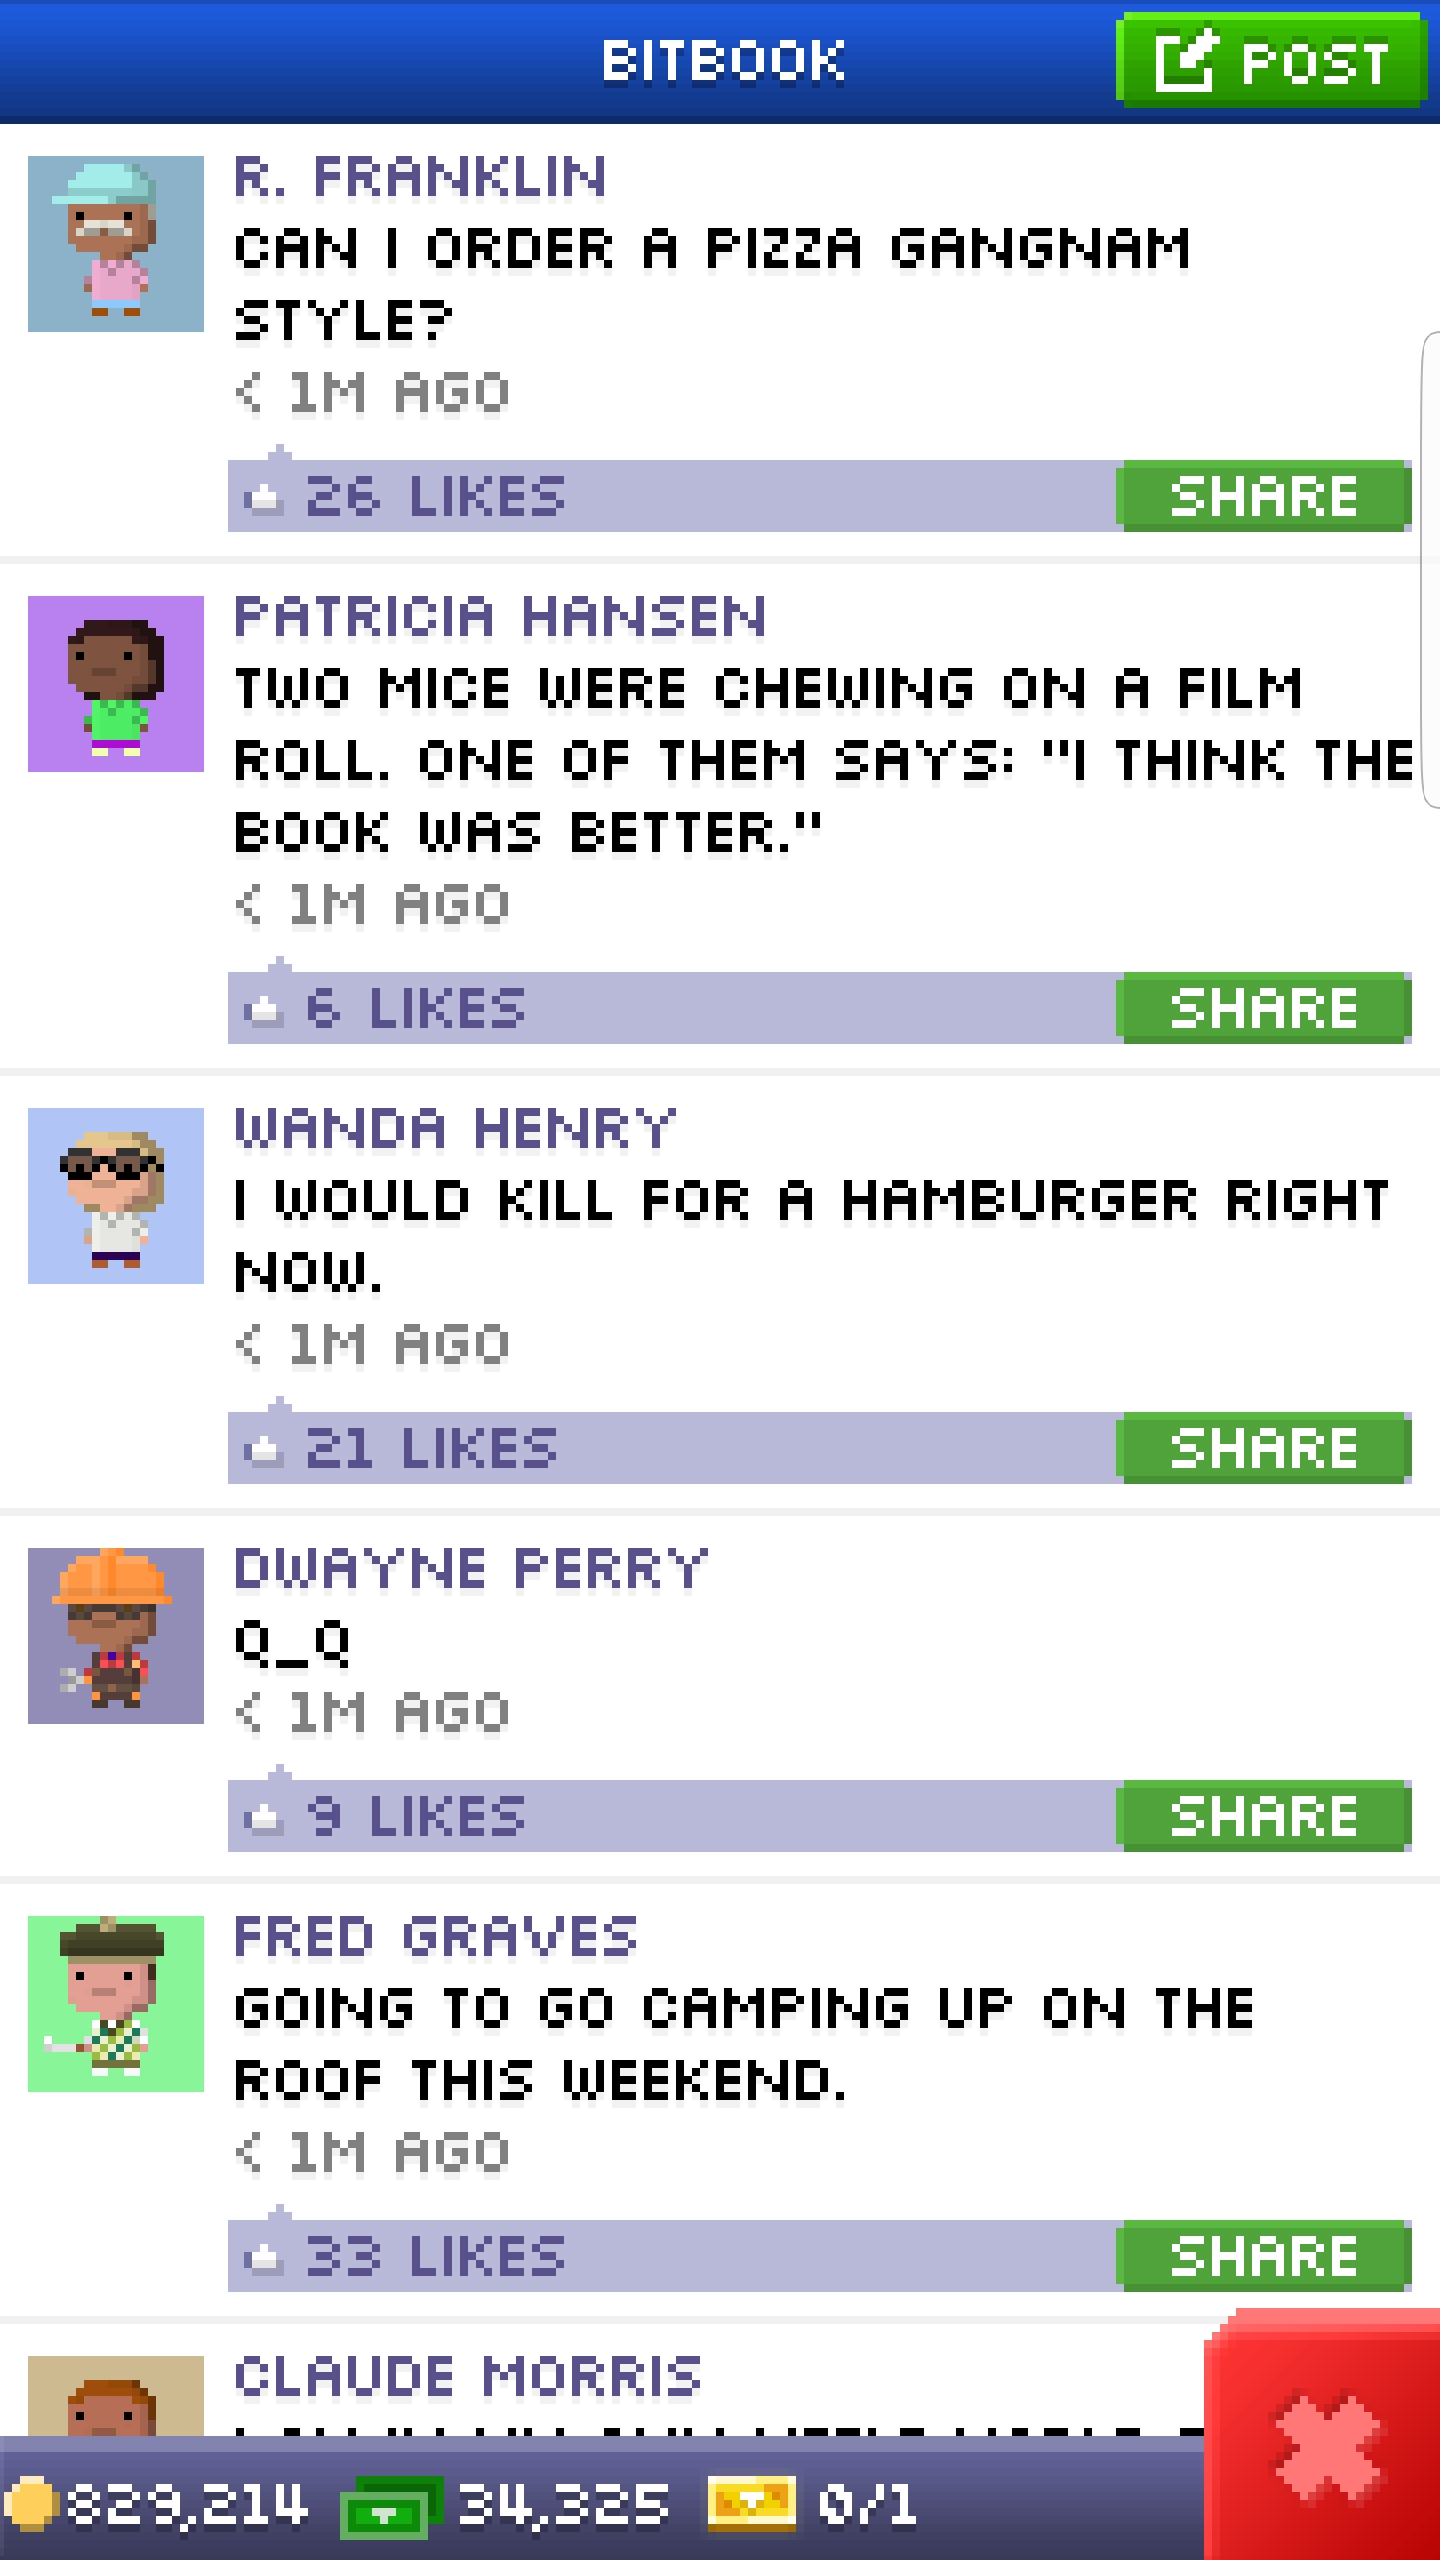 BITBOOK
POST
R. FRANKLIN
CAN I ORDER A PIZZA GANGNAM
STYLE?
< 1M AGO
26 LIKES
SHARE
PATRICIA HANSEN
TWO MICE WERE CHEWING ON A FILM
ROLL. ONE OF THEM SAYS: "I THINK THE
BOOK WAS BETTER."
< 1M AGO
6 LIKES
SHARE
WANDA HENRY
I WOULD KILL FOR A HAMBURGER RIGHT
NOW.
< 1M AGO
21 LIKES
SHARE
DWAYNE PERRY
Q_Q
< 1M AGO
9 LIKES
SHARE
FRED GRAVES
GOING TO GO CAMPING UP ON THE
ROOF THIS WEEKEND.
< 1M AGO
33 LIKES
SHARE
CLAUDE MORRIS
829,214
34,325
0/1